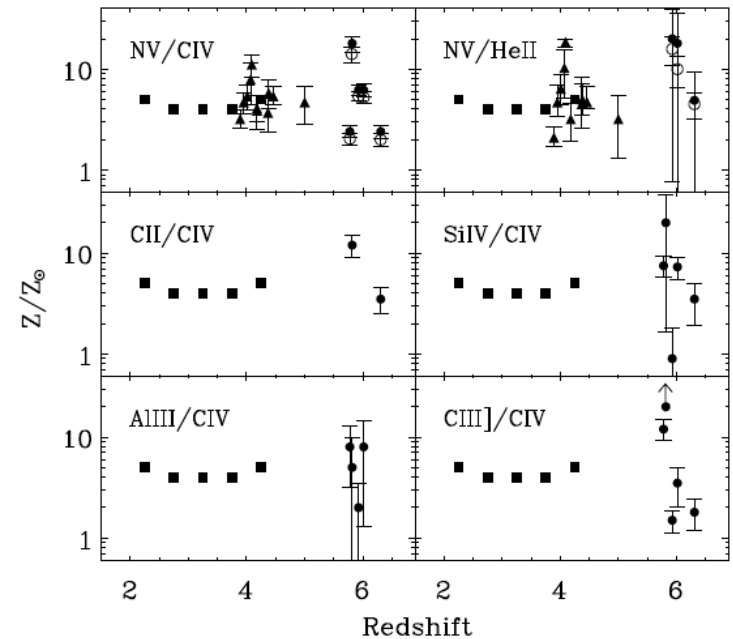 NV/CIV
NV/HeII
10
1
CII/CIV
SiIV/CIV
10
1
Z/Z⊙
AlIII/CIV
CIII]/CIV
10
1
2 4 6 2 4 6
Redshift